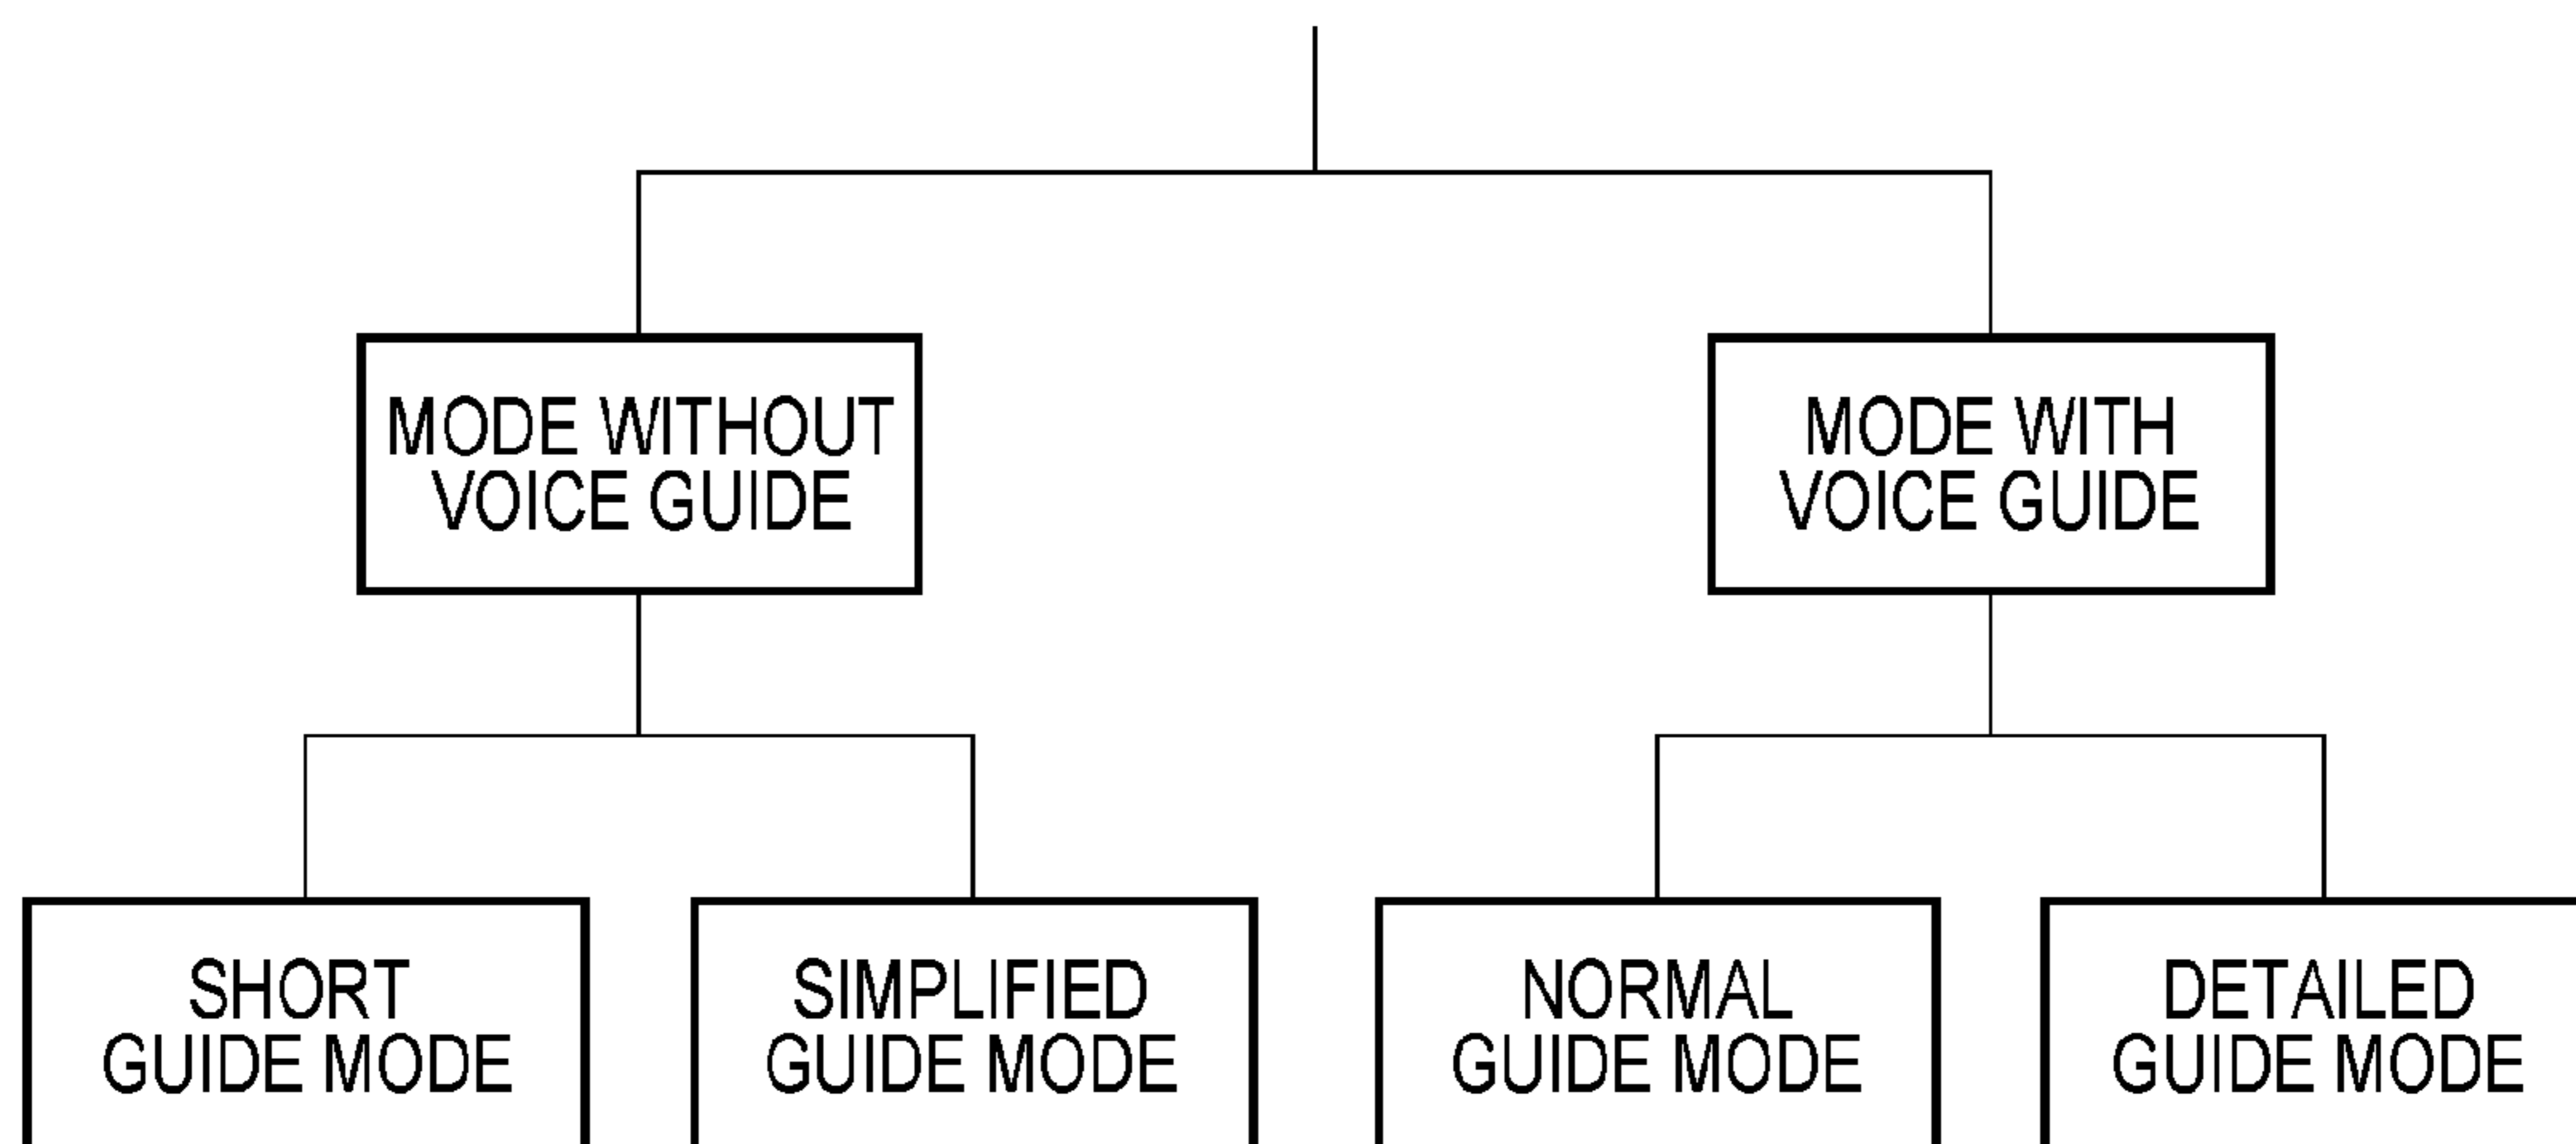 MODE WITHOUT
VOICE GUIDE
MODE WITH
VOICE GUIDE
SHORT
GUIDE MODE
SIMPLIFIED
GUIDE MODE
NORMAL
GUIDE MODE
DETAILED
GUIDE MODE